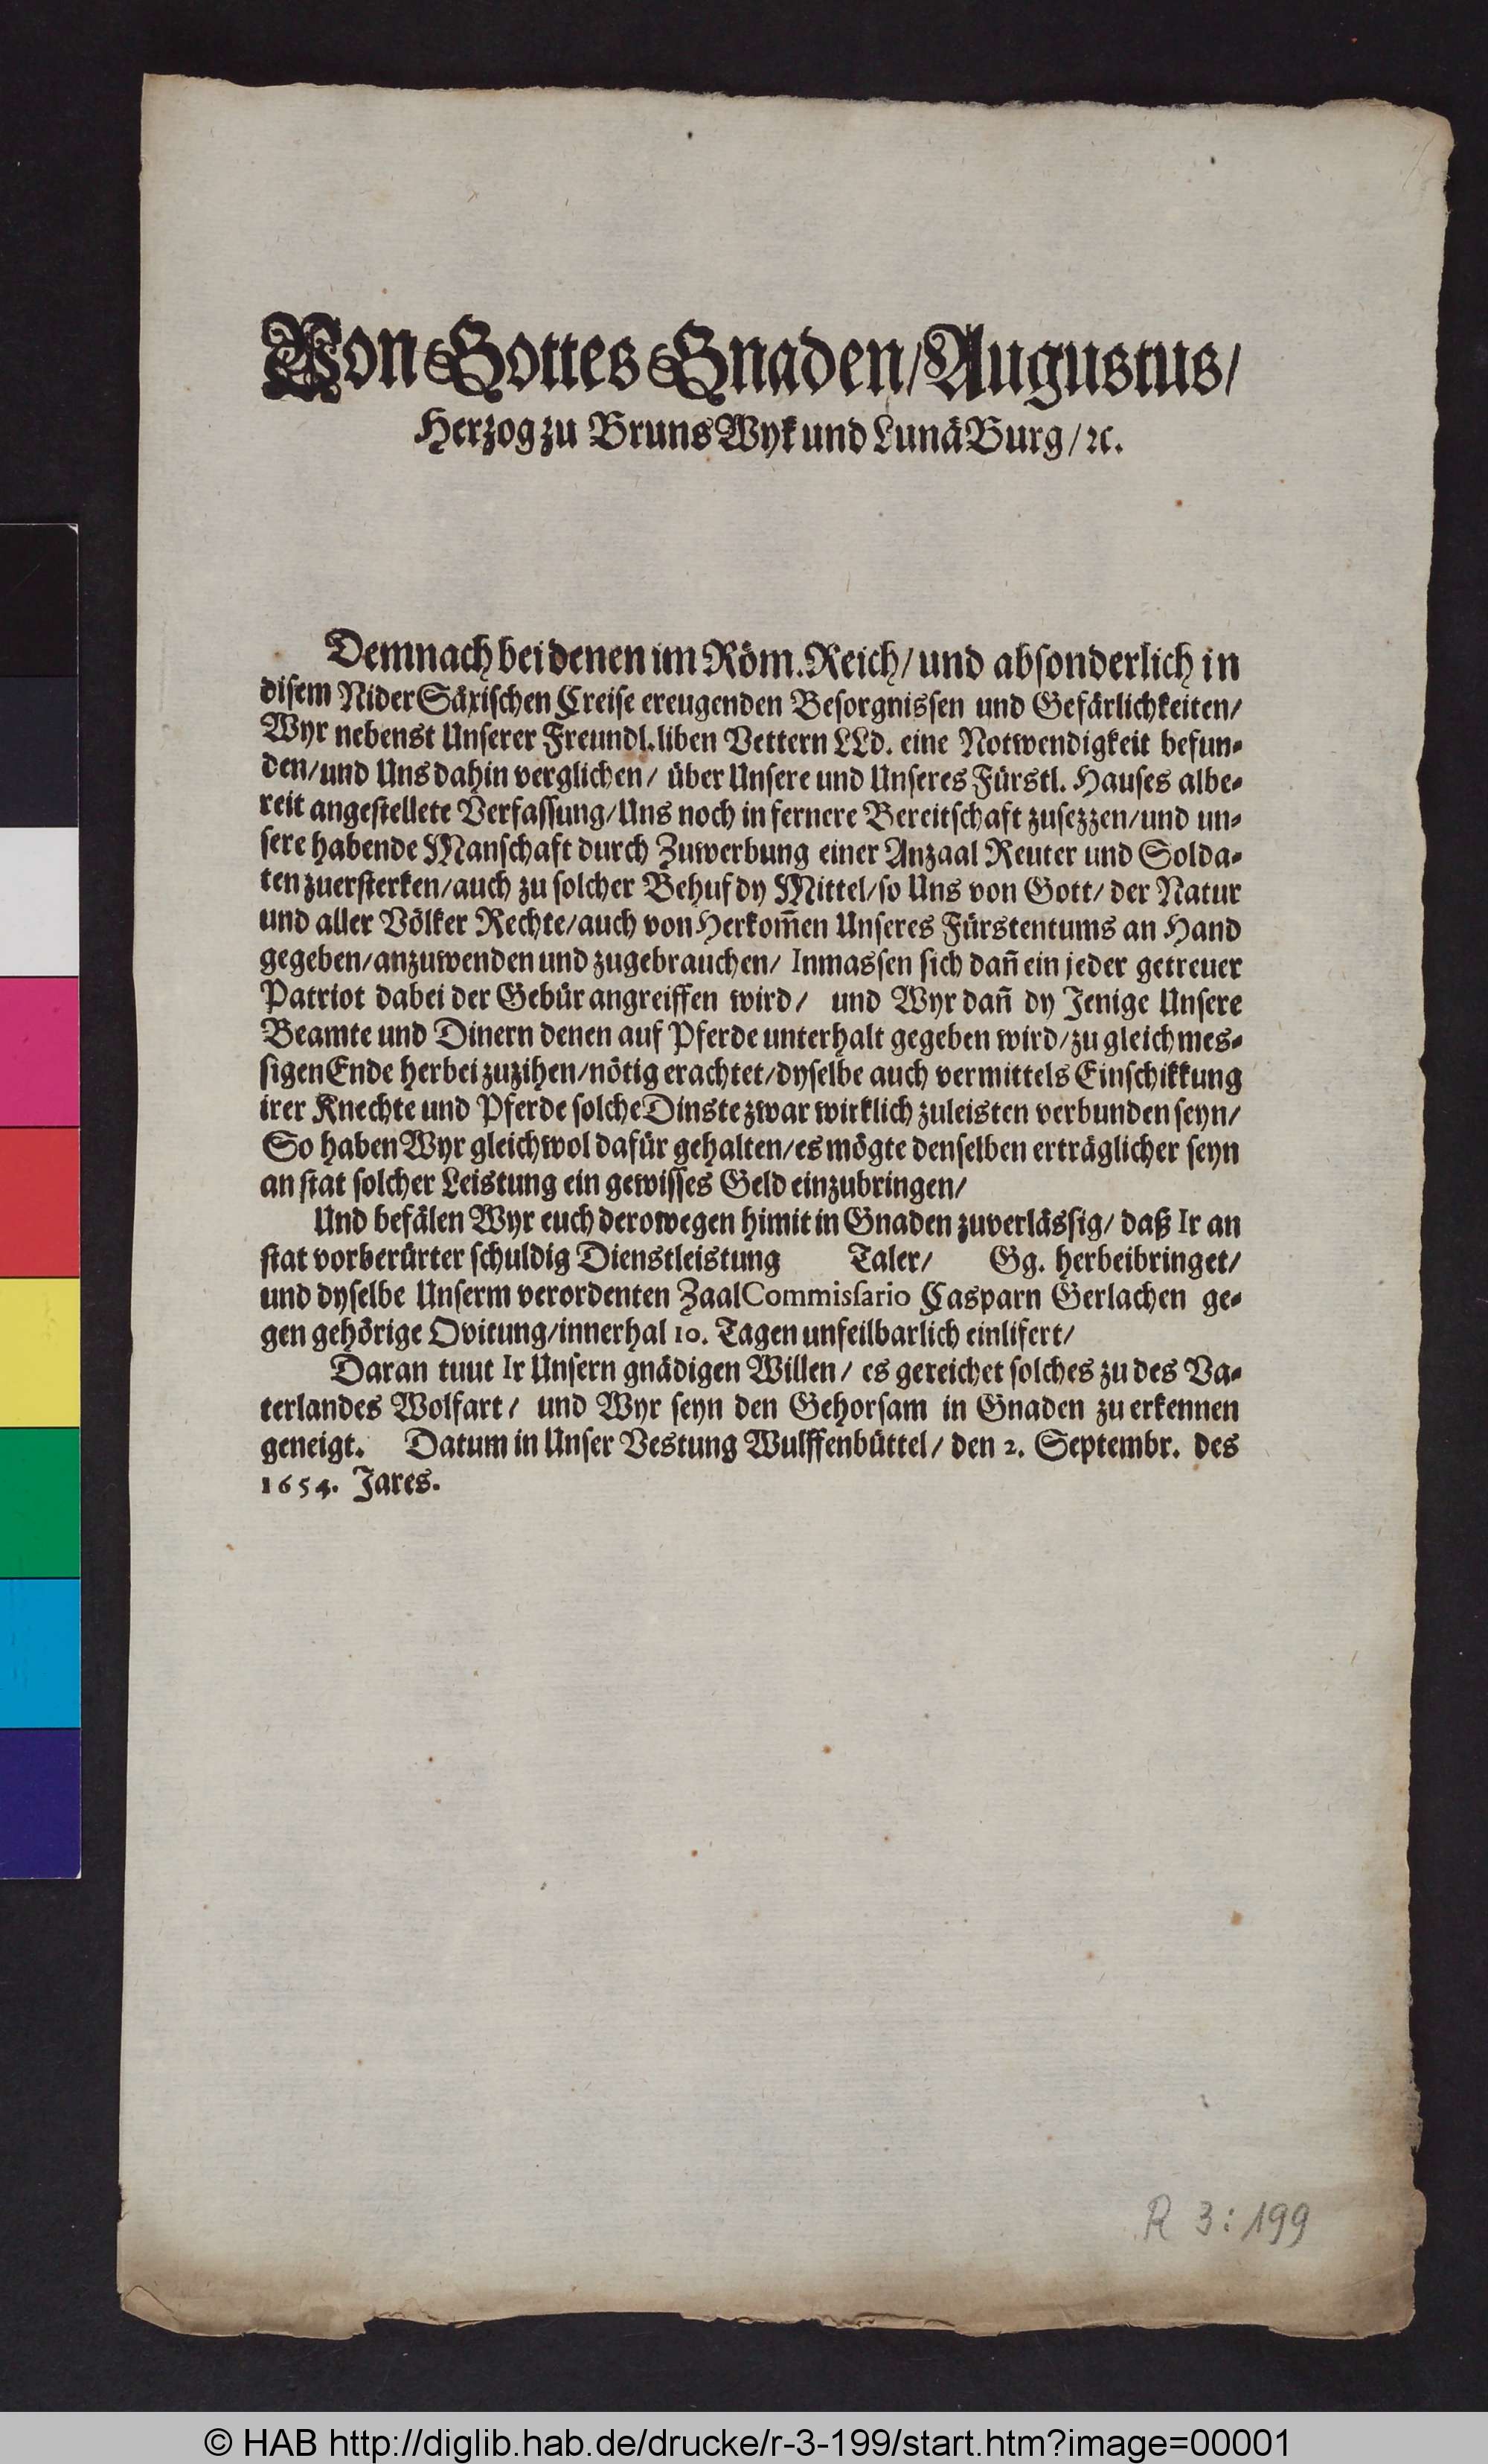 Von Gottes Gnaden/Augustus/
Herzog zu BrunsWyk und LunäBurg/ꝛc.
Demnach bei denen im Röm. Reich/ und absonderlich in
disem NiderSäxischen Creise ereugenden Besorgnissen und Gefärlichkeiten/
Wyr nebenst Unserer Freundl. liben Vettern LLd. eine Notwendigkeit befun-
den/und Uns dahin verglichen/ über Unsere und Unseres Fürstl. Hauses albe-
reit angestellete Verfassung/Uns noch in fernere Bereitschaft zusezzen/und un-
sere habende Manschaft durch Zuwerbung einer Anzaal Reuter und Solda-
ten zuersterken/auch zu solcher Behuf dy Mittel/so Uns von Gott/ der Natur
und aller Völker Rechte/auch von Herkom̃en Unseres Fürstentums an Hand
gegeben/anzuwenden und zugebrauchen/ Inmassen sich dañ ein jeder getreuer
Patriot dabei der Gebür angreiffen wird/ und Wyr dañ dy Jenige Unsere
Beamte und Dinern denen auf Pferde unterhalt gegeben wird/zu gleichmes-
sigen Ende herbei zuzihen/nötig erachtet/dyselbe auch vermittels Einschikkung
irer Knechte und Pferde solche Dinste zwar wirklich zuleisten verbunden seyn/
So haben Wyr gleichwol dafür gehalten/es mögte denselben erträglicher seyn
an stat solcher Leistung ein gewisses Geld einzubringen/
Und befälen Wyr euch derowegen himit in Gnaden zuverlässig/ daß Ir an
stat vorberürter schuldig Dienstleistung Taler/ Gg. herbeibringet/
und dyselbe Unserm verordenten ZaalCommissario Casparn Gerlachen ge-
gen gehörige Qvitung/innerhal 10. Tagen unfeilbarlich einlifert/
Daran tuut Ir Unsern gnädigen Willen/ es gereichet solches zu des Va-
terlandes Wolfart/ und Wyr seyn den Gehorsam in Gnaden zu erkennen
geneigt. Datum in Unser Vestung Wulffenbüttel/ den 2. Septembr. des
1654. Jares.
R 3:199
© HAB http://diglib.hab.de/drucke/r-3-199/start.htm?image=00001